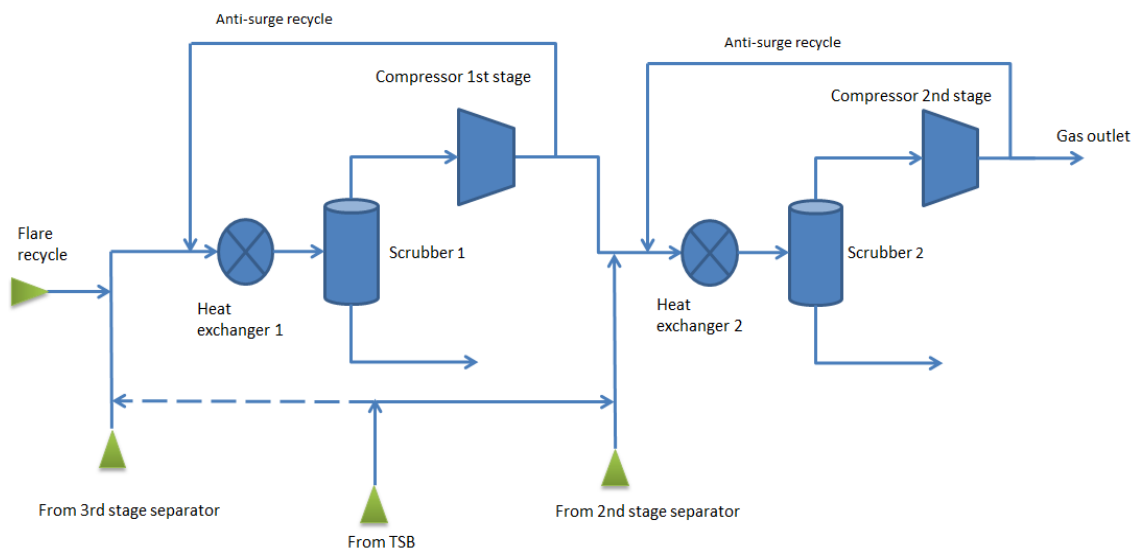 Anti-surge recycle
Anti-surge recycle
Compressor 1st stage
Compressor 2nd stage
Gas outlet
Flare
recycle
Scrubber 1
Scrubber 2
Heat
exchanger 1
Heat
exchanger 2
From 3rd stage separator
From 2nd stage separator
From TSB